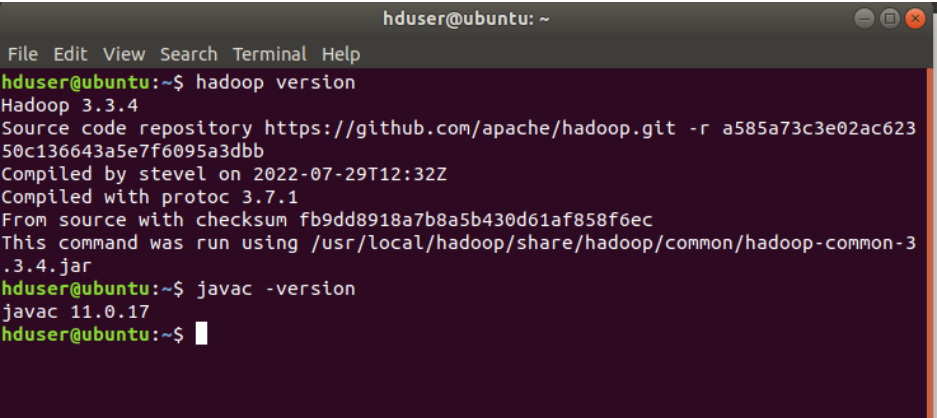 hduser@ubuntu: ~
File Edit View Search Terminal Help
hduser@ubuntu:~$ hadoop version
Hadoop 3.3.4
Source code repository https://github.com/apache/hadoop.git -r a585a73c3e02ac623
50c136643a5e7f6095a3dbb
Compiled by stevel on 2022-07-29T12:32Z
Compiled with protoc 3.7.1
From source with checksum fb9dd8918a7b8a5b430d61af858f6ec
This command was run using /usr/local/hadoop/share/hadoop/common/hadoop-common-3
.3.4.jar
hduser@ubuntu:~$ javac -version
javac 11.0.17
hduser@ubuntu:~$